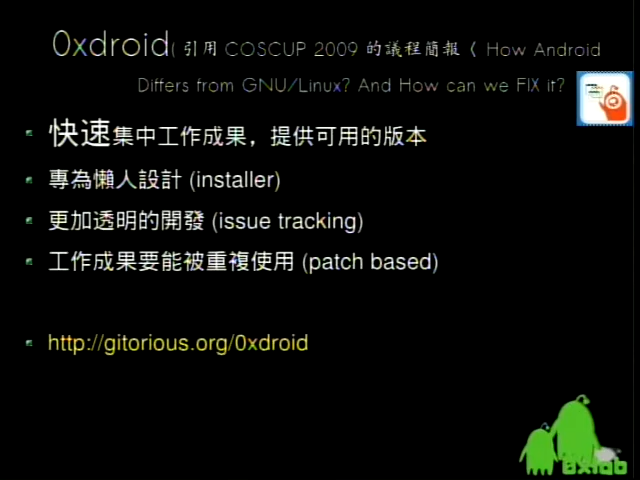 0xdroid( 引用 COSCUP 2009 的議程簡報〈 How Android
Differs from GNU/Linux? And How can we FIX it?
快速集中工作成果，提供可用的版本
專為懶人設計 (installer)
更加透明的開發 (issue tracking)
工作成果要能被重複使用 (patch based)
http://gitorious.org/0xdroid
0xlab